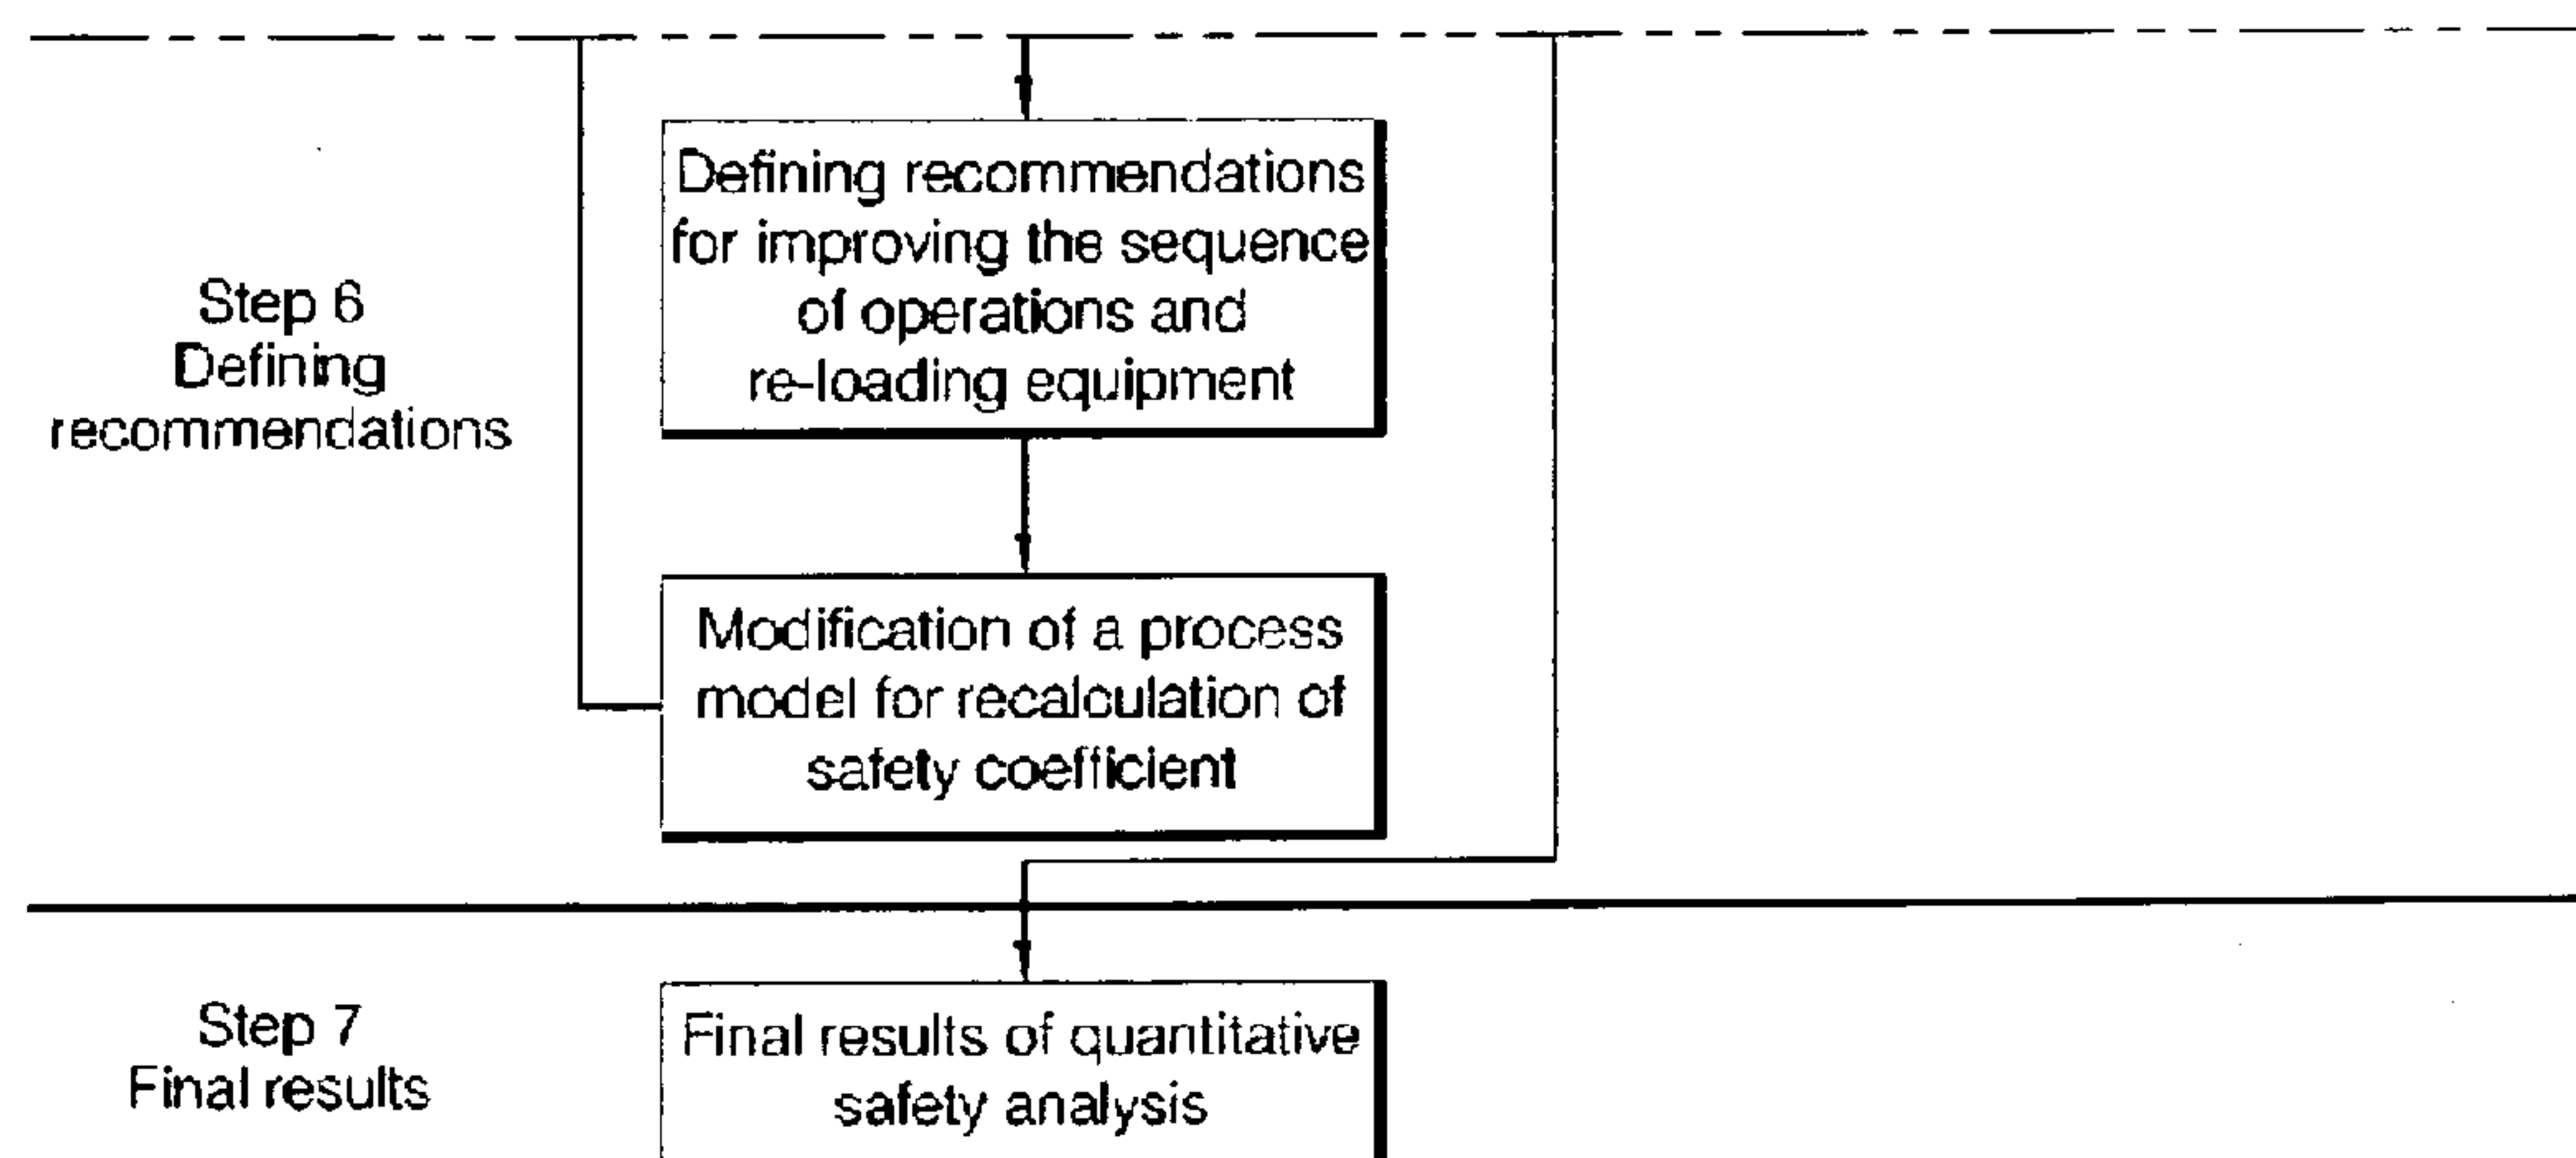 Step 6
Defining
recommendations
Defining recommendations
for improving the sequence
of operations and
re-loading equipment
Modification of a process
model for recalculation of
safety coefficient
Step 7
Final results
Final results of quantitative
safety analysis